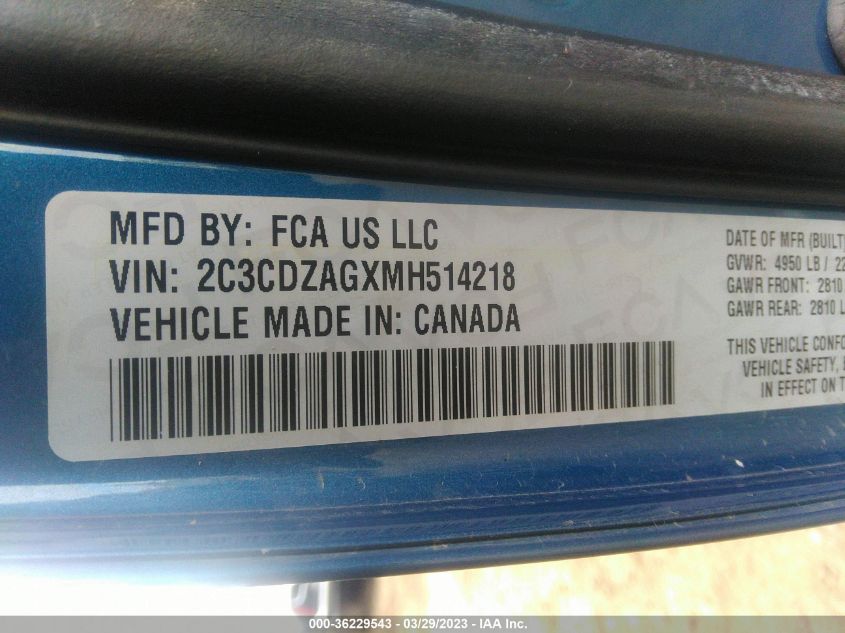 MFD BY: FCA US LLC
VIN: 2C3CDZAGXMH514218
VEHICLE MADE IN: CANADA
DATE OF MFR (BUILT)
GVWR: 4950 LB / 22
GAWR FRONT: 2810
GAWR REAR: 2810 L
THIS VEHICLE CONFORM
VEHICLE SAFETY,
IN EFFECT ON T
000-36229543 - 03/29/2023 - IAA Inc.